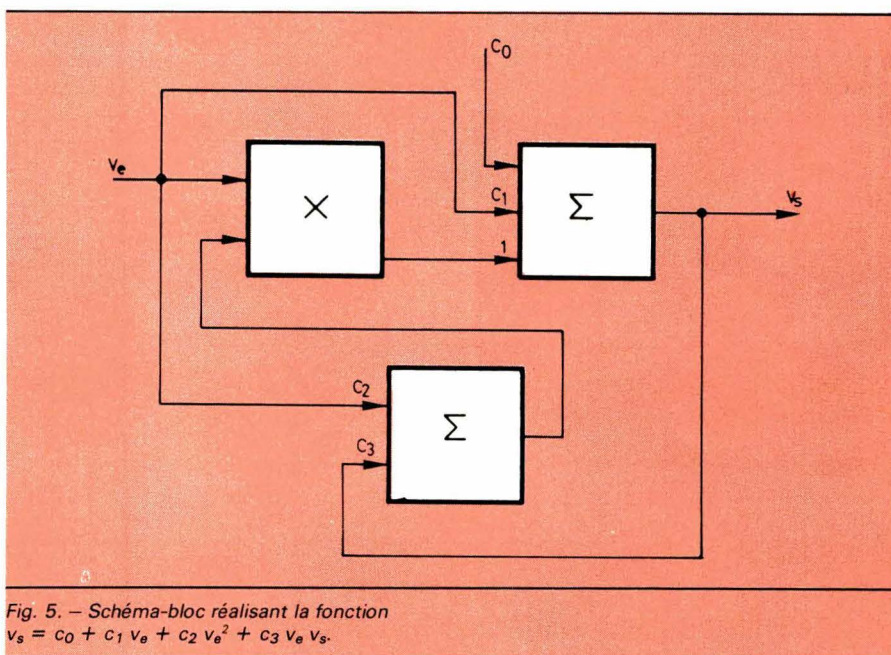 C₀
vₑ
C₁
×
Σ
vₛ
1
C₂
Σ
C₃
Fig. 5. — Schéma-bloc réalisant la fonction
vₛ = c₀ + c₁ vₑ + c₂ vₑ² + c₃ vₑ vₛ.